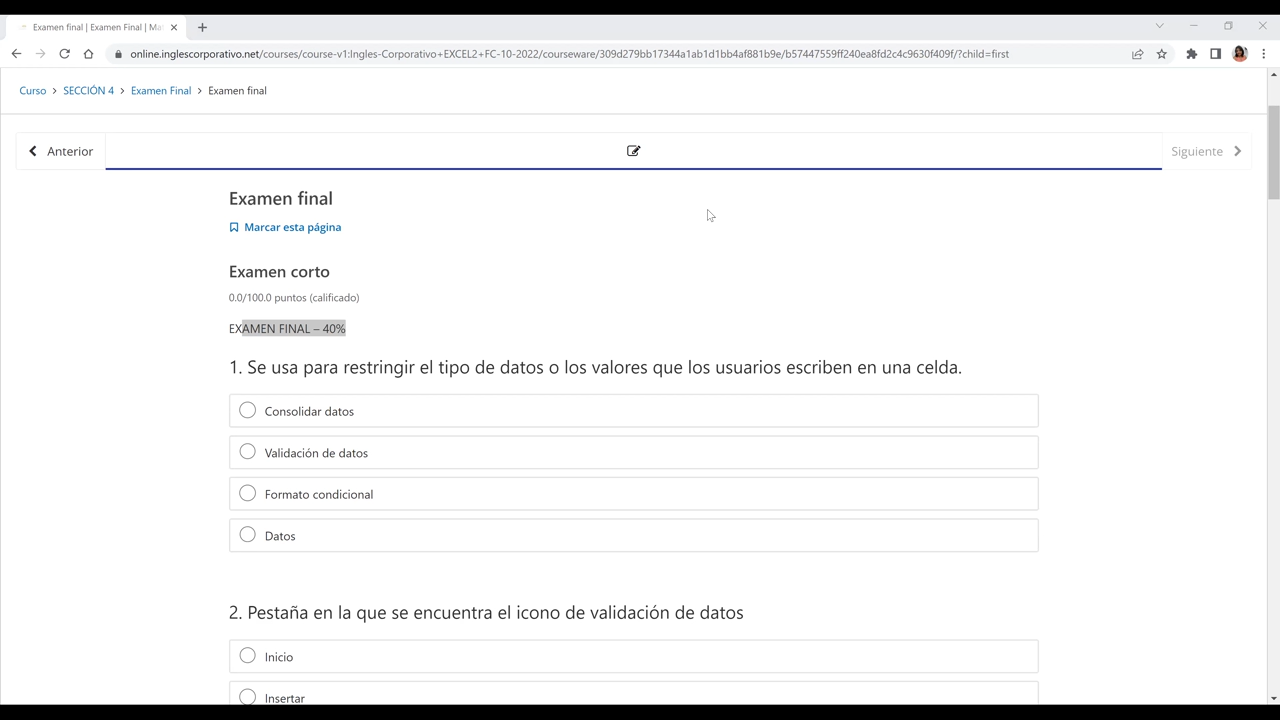 Examen final | Examen Final | Ma
online.inglescorporativo.net/courses/course-v1:Ingles-Corporativo+EXCEL2+FC-10-2022/courseware/309d279bb17344a1ab1d1bb4af881b9e/b57447559ff240ea8fd2c4c9630f409f/?child=first
Curso > SECCIÓN 4 > Examen Final > Examen final
Anterior
Siguiente
Examen final
Marcar esta página
Examen corto
0.0/100.0 puntos (calificado)
EXAMEN FINAL – 40%
1. Se usa para restringir el tipo de datos o los valores que los usuarios escriben en una celda.
Consolidar datos
Validación de datos
Formato condicional
Datos
2. Pestaña en la que se encuentra el icono de validación de datos
Inicio
Insertar